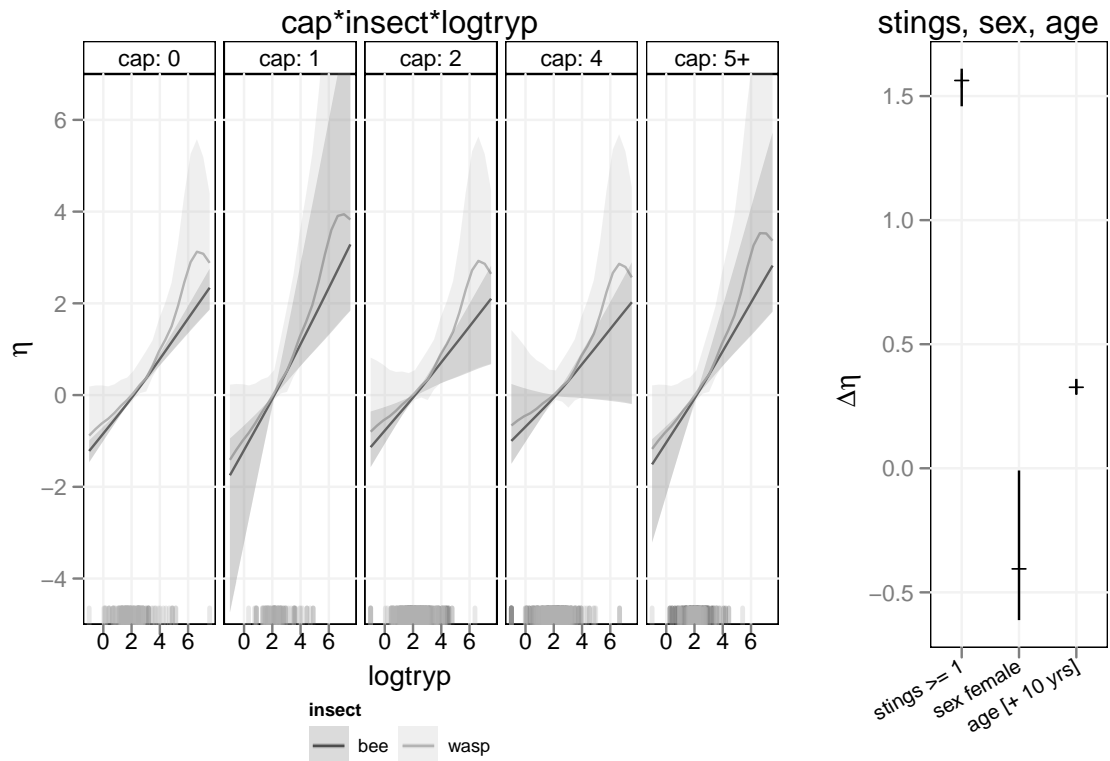 cap*insect*logtryp
stings, sex, age
cap: 0 cap: 1 cap: 2 cap: 4 cap: 5+
6
4
2
0
−2
−4
η
0 2 4 6 0 2 4 6 0 2 4 6 0 2 4 6 0 2 4 6
logtryp
insect
bee wasp
1.5
1.0
0.5
0.0
−0.5
Δη
stings >= 1
sex female
age [+ 10 yrs]